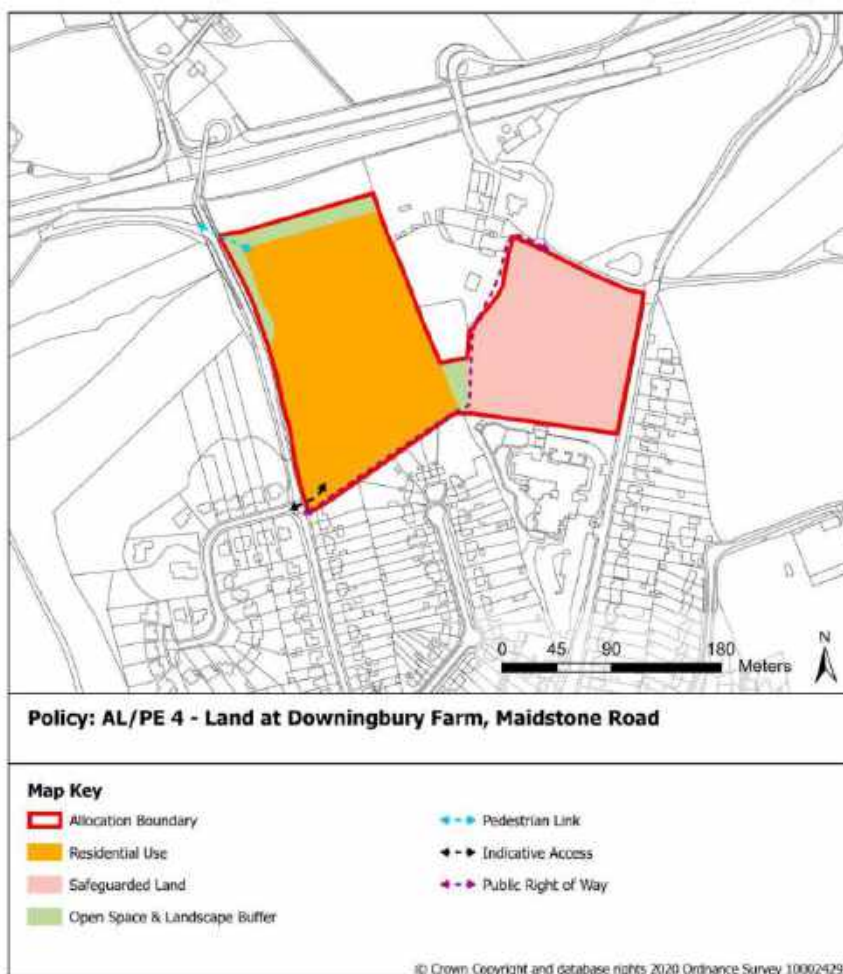 N
0 45 90 180
Meters
Policy: AL/PE 4 - Land at Downingbury Farm, Maidstone Road
Map Key
Allocation Boundary
Residential Use
Safeguarded Land
Open Space & Landscape Buffer
Pedestrian Link
Indicative Access
Public Right of Way
© Crown Copyright and database rights 2020 Ordnance Survey 10002429